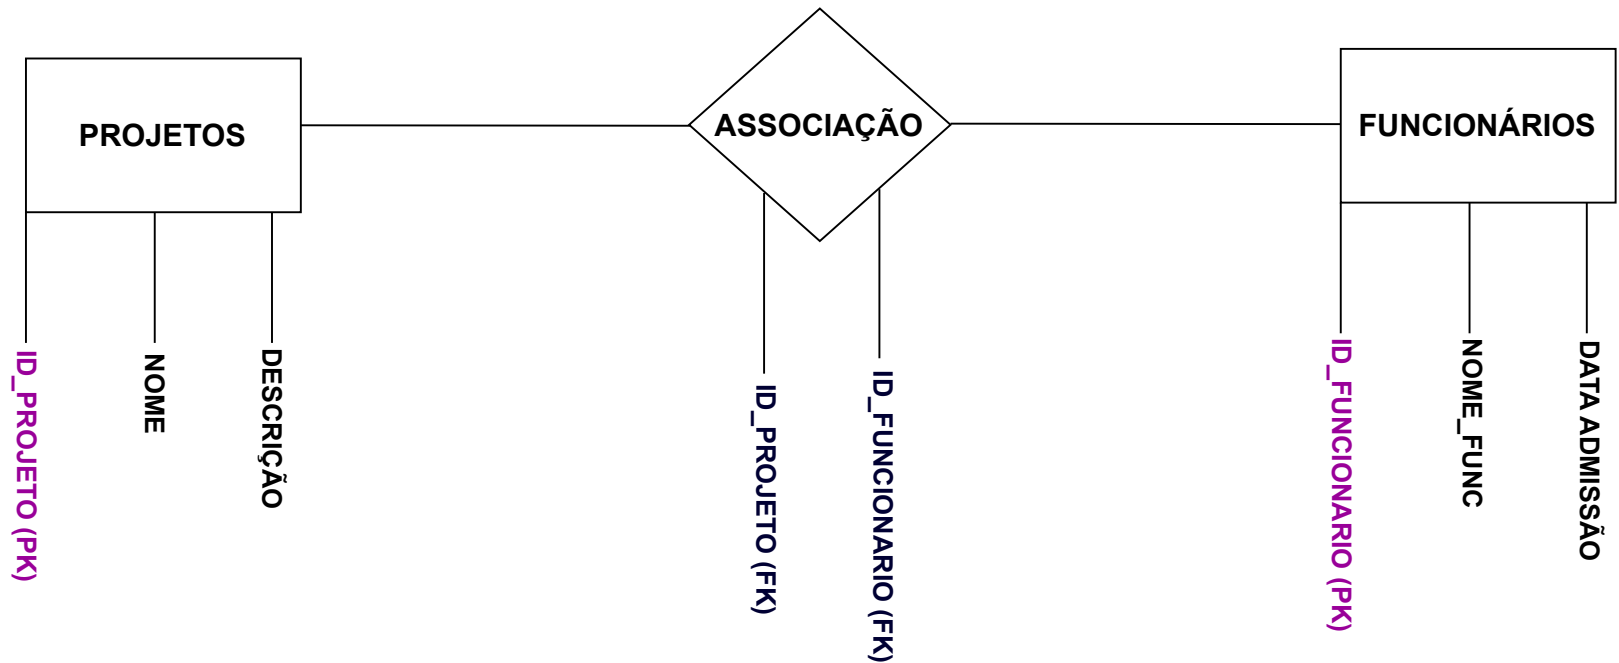 PROJETOS
ASSOCIAÇÃO
FUNCIONÁRIOS
ID_PROJETO (PK)
NOME
DESCRIÇÃO
ID_PROJETO (FK)
ID_FUNCIONARIO (FK)
ID_FUNCIONARIO (PK)
NOME_FUNC
DATA ADMISSÃO